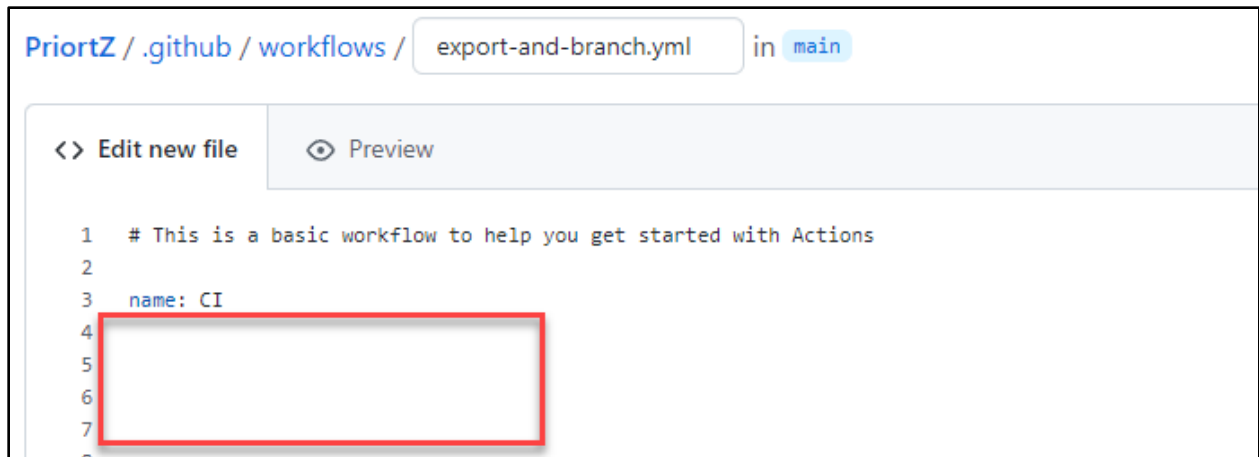 PriortZ / .github / workflows / export-and-branch.yml in main
<> Edit new file Preview
1 # This is a basic workflow to help you get started with Actions
2
3 name: CI
4
5
6
7